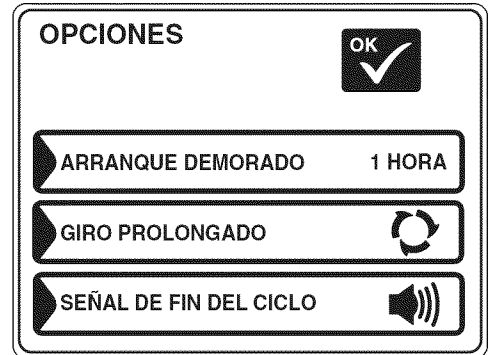 OPCIONES
OK
ARRANQUE DEMORADO 1 HORA
GIRO PROLONGADO
SEÑAL DE FIN DEL CICLO